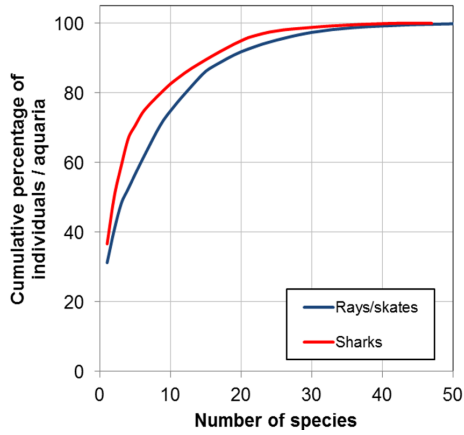 Cumulative percentage of
individuals / aquaria
100
80
60
40
20
0
0 10 20 30 40 50
Number of species
Rays/skates
Sharks